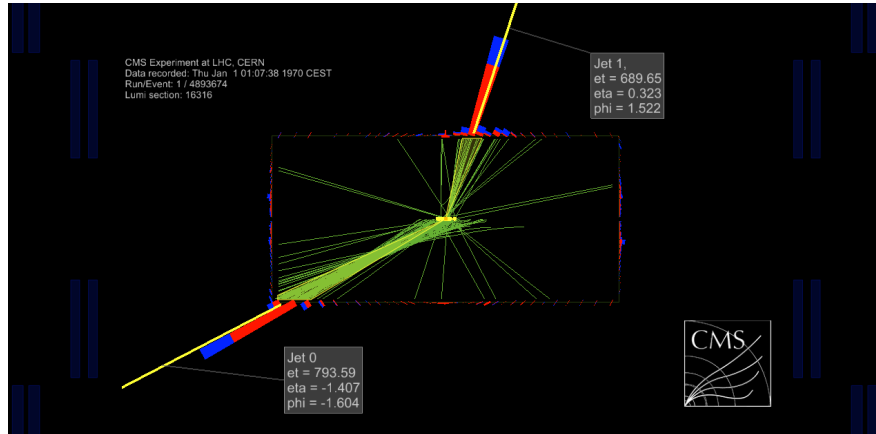 CMS Experiment at LHC, CERN
Data recorded: Thu Jan 1 01:07:38 1970 CEST
Run/Event: 1 / 4893674
Lumi section: 16316
Jet 1,
et = 689.65
eta = 0.323
phi = 1.522
Jet 0
et = 793.59
eta = -1.407
phi = -1.604
CMS